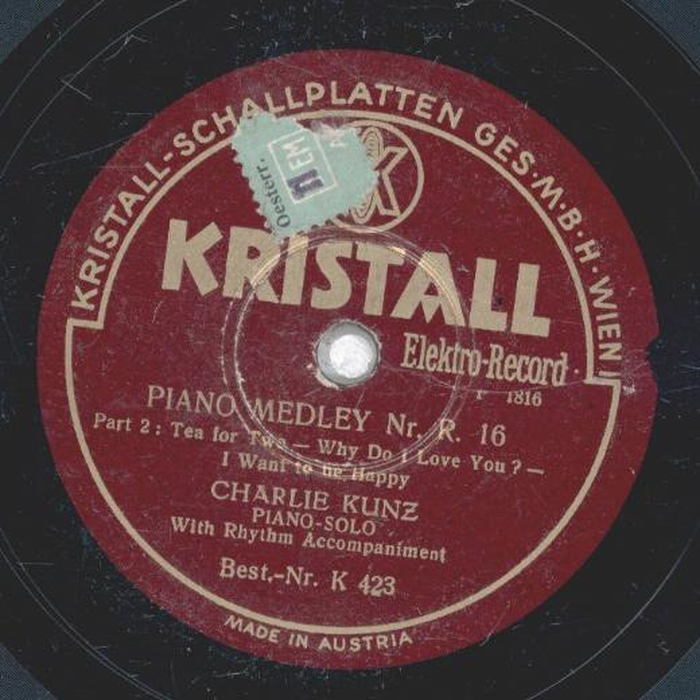 KRISTALL-SCHALLPLATTEN GES·M·B·H·WIEN
Oesterr.
EM
K
KRISTALL
Elektro-Record
1816
PIANO MEDLEY Nr. R. 16
Part 2: Tea for Two — Why Do I Love You? —
I Want to be Happy
CHARLIE KUNZ
PIANO-SOLO
With Rhythm Accompaniment
Best.-Nr. K 423
MADE IN AUSTRIA